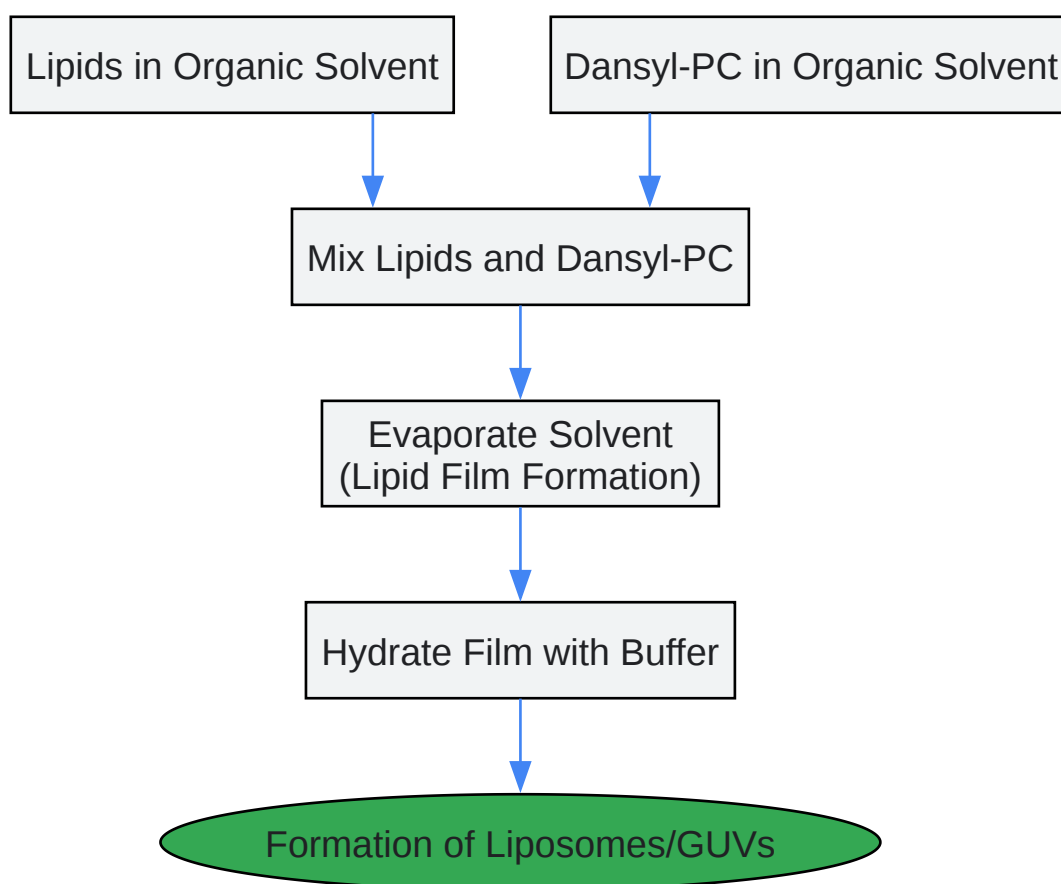 Lipids in Organic Solvent
Dansyl-PC in Organic Solvent
Mix Lipids and Dansyl-PC
Evaporate Solvent
(Lipid Film Formation)
Hydrate Film with Buffer
Formation of Liposomes/GUVs